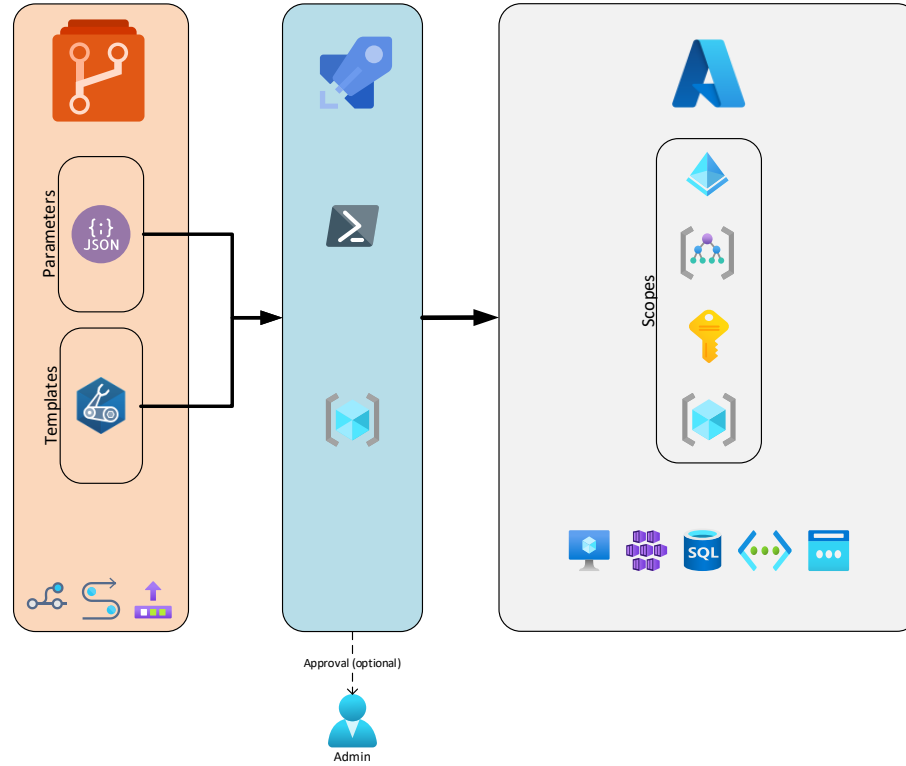 Parameters
{;}
JSON
Templates
Scopes
SQL
Approval (optional)
Admin